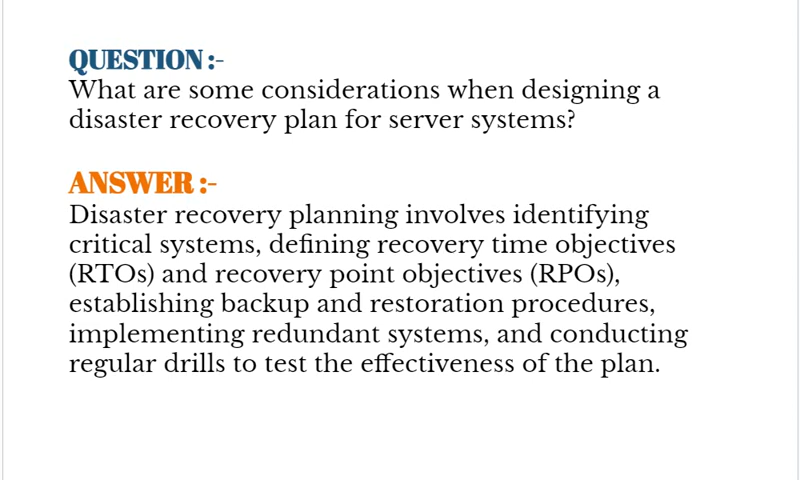 QUESTION :-
What are some considerations when designing a
disaster recovery plan for server systems?
ANSWER :-
Disaster recovery planning involves identifying
critical systems, defining recovery time objectives
(RTOs) and recovery point objectives (RPOs),
establishing backup and restoration procedures,
implementing redundant systems, and conducting
regular drills to test the effectiveness of the plan.